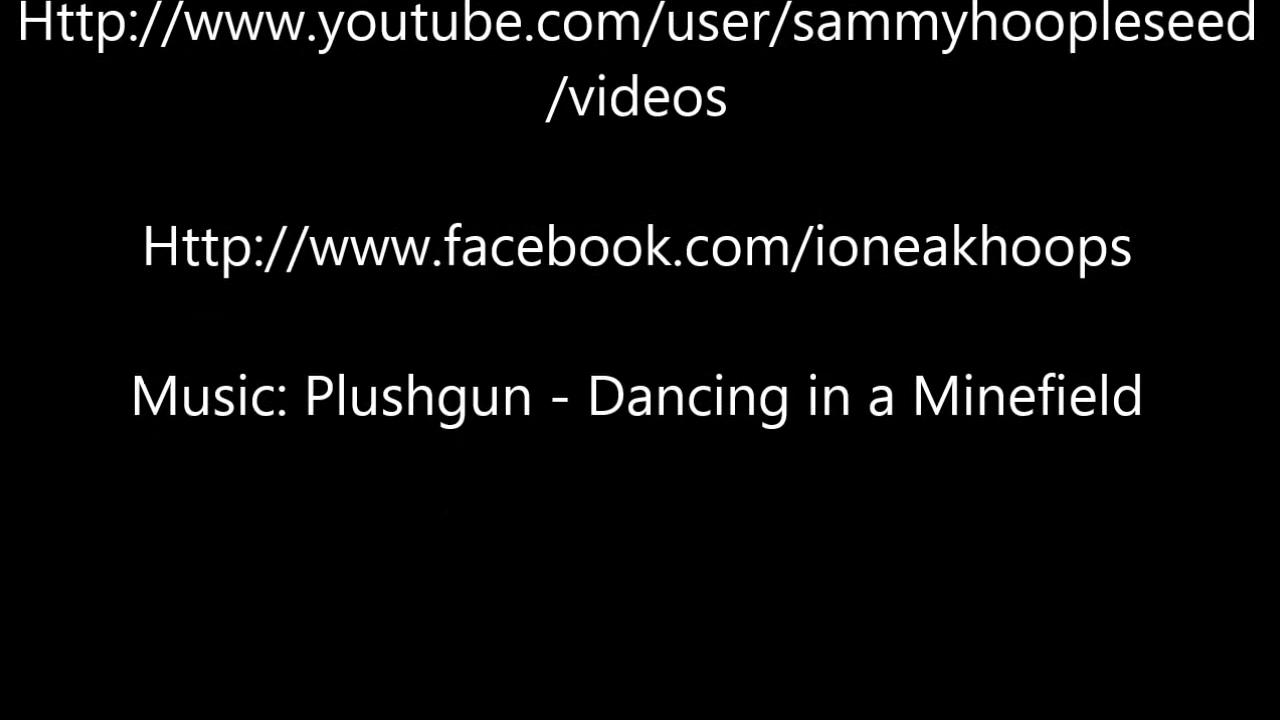 Http://www.youtube.com/user/sammyhoopleseed
/videos
Http://www.facebook.com/ioneakhoops
Music: Plushgun - Dancing in a Minefield